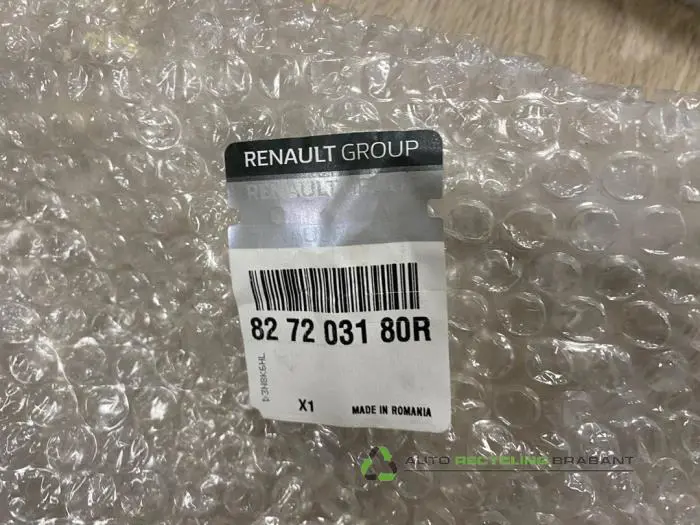 RENAULT GROUP
82 72 031 80R
X1
MADE IN ROMANIA
AUTO RECYCLING BRABANT